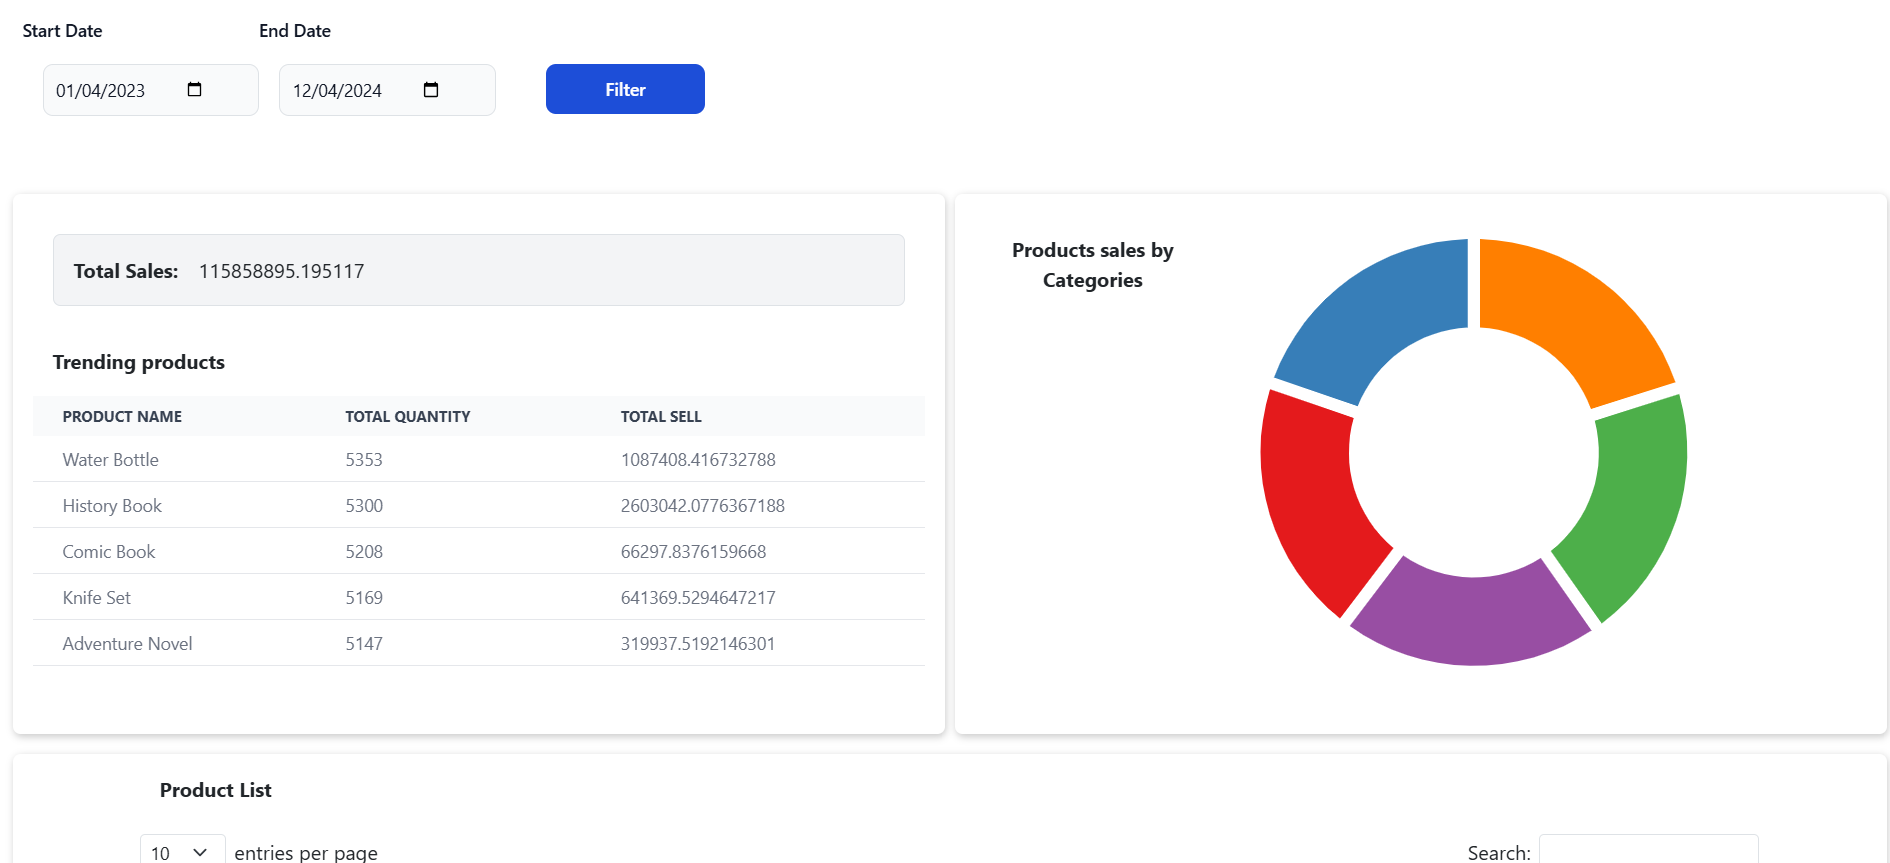 Start Date End Date
01/04/2023 12/04/2024 Filter
Total Sales: 115858895.195117
Trending products
PRODUCT NAME TOTAL QUANTITY TOTAL SELL
Water Bottle 5353 1087408.416732788
History Book 5300 2603042.0776367188
Comic Book 5208 66297.8376159668
Knife Set 5169 641369.5294647217
Adventure Novel 5147 319937.5192146301
Products sales by
Categories
Product List
10 entries per page Search: